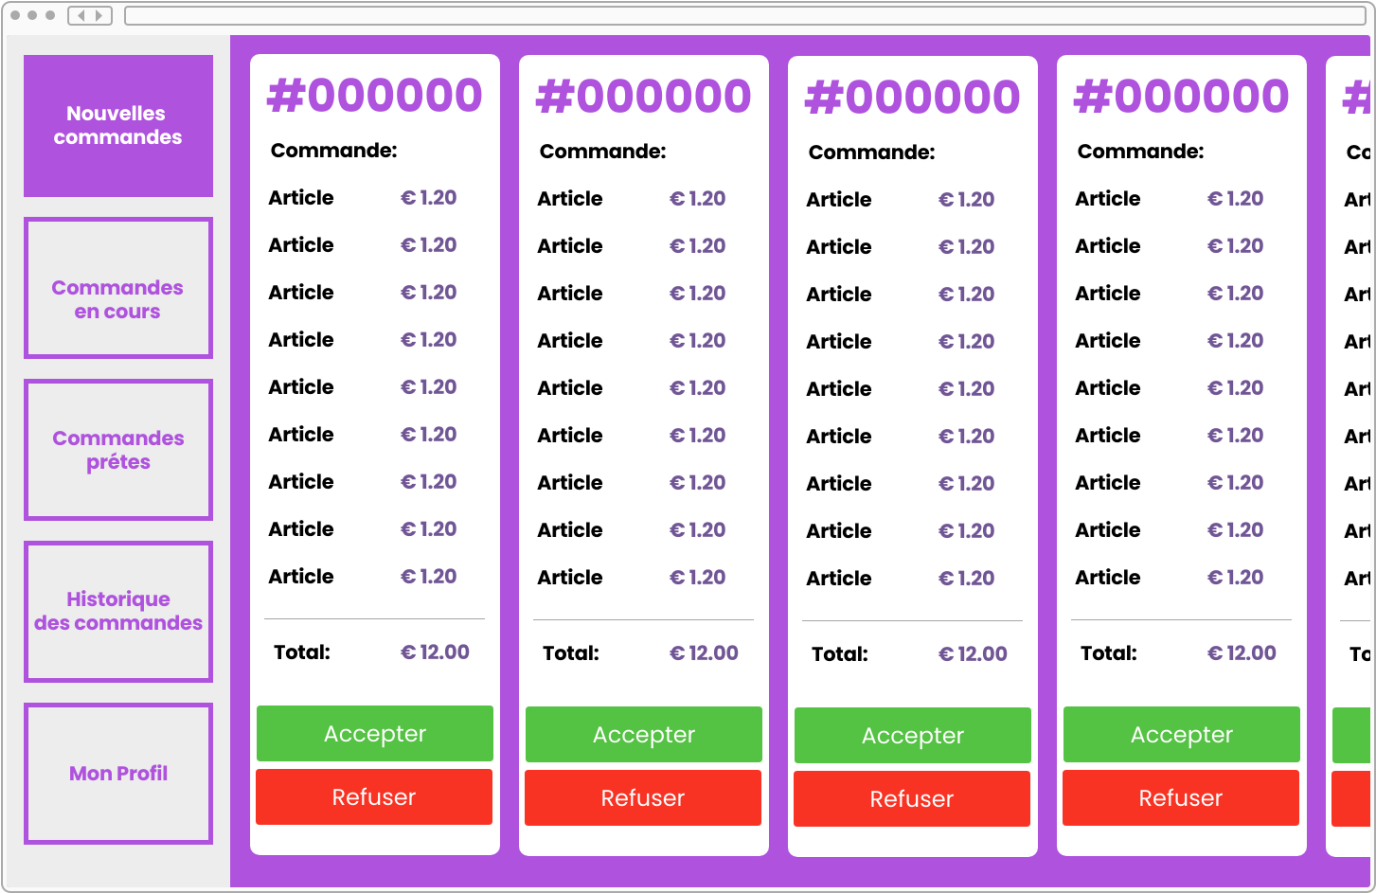 Nouvelles
commandes
Commandes
en cours
Commandes
prétes
Historique
des commandes
Mon Profil
#000000
Commande:
Article € 1.20
Article € 1.20
Article € 1.20
Article € 1.20
Article € 1.20
Article € 1.20
Article € 1.20
Article € 1.20
Article € 1.20
Total: € 12.00
Accepter
Refuser
#000000
Commande:
Article € 1.20
Article € 1.20
Article € 1.20
Article € 1.20
Article € 1.20
Article € 1.20
Article € 1.20
Article € 1.20
Article € 1.20
Total: € 12.00
Accepter
Refuser
#000000
Commande:
Article € 1.20
Article € 1.20
Article € 1.20
Article € 1.20
Article € 1.20
Article € 1.20
Article € 1.20
Article € 1.20
Article € 1.20
Total: € 12.00
Accepter
Refuser
#000000
Commande:
Article € 1.20
Article € 1.20
Article € 1.20
Article € 1.20
Article € 1.20
Article € 1.20
Article € 1.20
Article € 1.20
Article € 1.20
Total: € 12.00
Accepter
Refuser
#